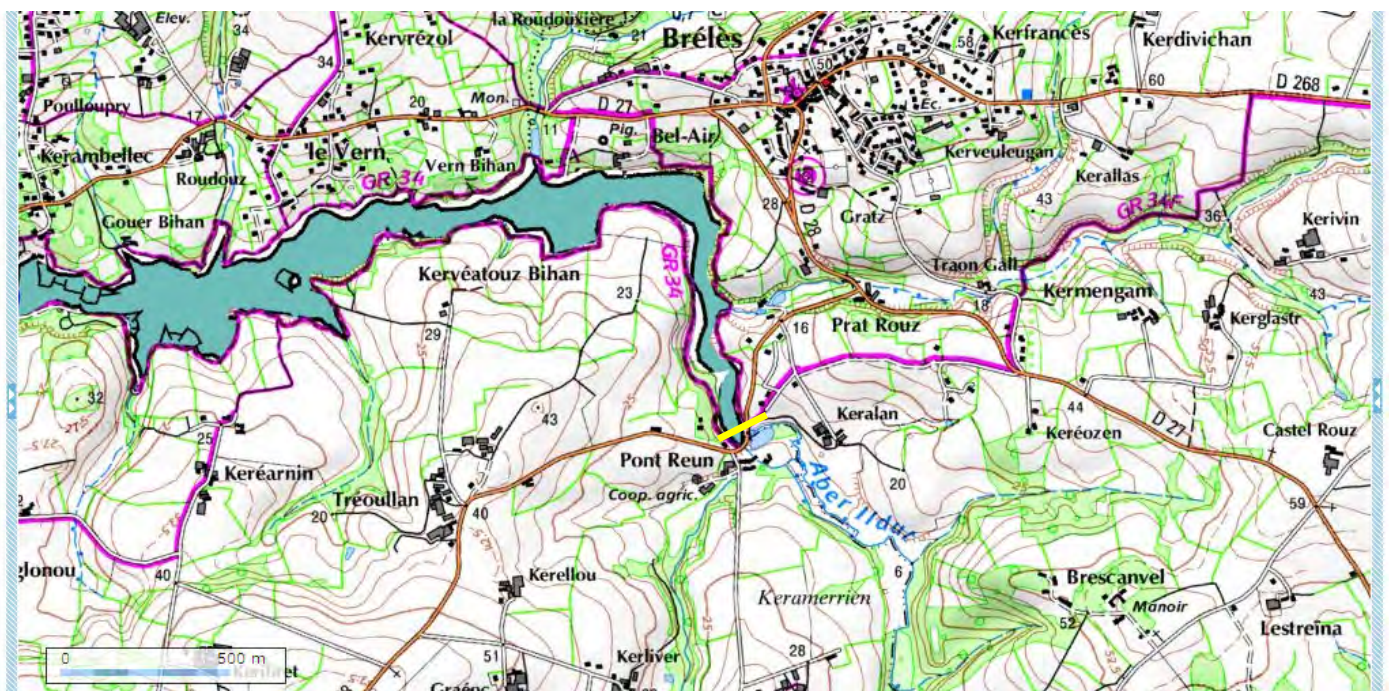 Elev.
34
la Roudouxière
Kervrézol
21
Brélès
58
Kerfrancès
Kerdivichan
34
50
60
D 268
Poulloupry
17
20
Mon.
D 27
Éc.
11
Pig.
Bel-Air
Kerambellec
le Vern
Vern Bihan
Kerveuleugan
Roudouz
GR 34
Kerallas
28
D 28
43
GR 34F
36
Gouer Bihan
Gratz
Kerivin
GR 34
Traon Gall
Kervéatouz Bihan
23
18
Kermengam
43
16
Prat Rouz
Kerglastr
29
32
43
Keralan
44
25
Keréozen
D 27
Castel Rouz
Pont Reun
Keréarnin
Coop. agric.
Aber Ildut
20
Tréoullan
59
20
40
glonou
40
6
Kerellou
Brescanvel
Keramerrien
Manoir
52
Lestreïna
0 500 m
51
Kerliver
28